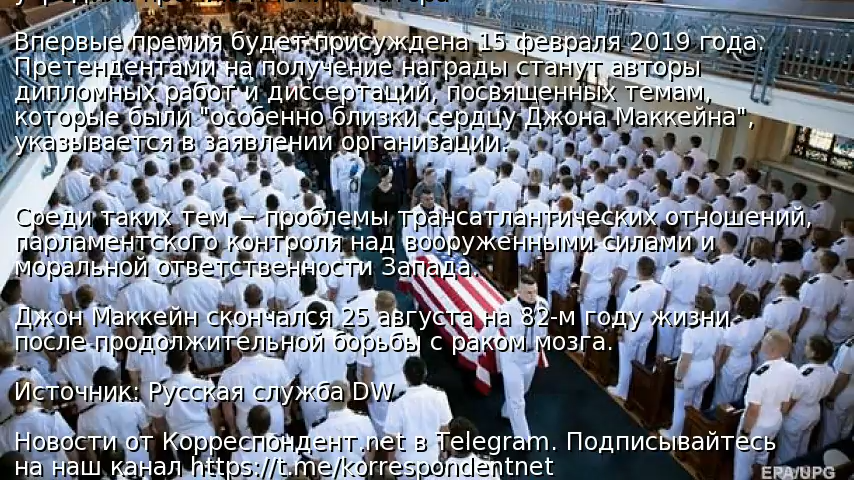 Впервые премия будет присуждена 15 февраля 2019 года.
Претендентами на получение награды станут авторы
дипломных работ и диссертаций, посвященных темам,
которые были "особенно близки сердцу Джона Маккейна",
указывается в заявлении организации.
Среди таких тем – проблемы трансатлантических отношений,
парламентского контроля над вооруженными силами и
моральной ответственности Запада.
Джон Маккейн скончался 25 августа на 82-м году жизни
после продолжительной борьбы с раком мозга.
Источник: Русская служба DW
Новости от Корреспондент.net в Telegram. Подписывайтесь
на наш канал https://t.me/korrespondentnet
EPA/UPG